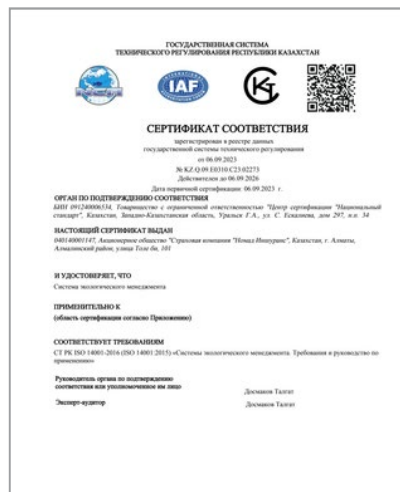 ГОСУДАРСТВЕННАЯ СИСТЕМА
ТЕХНИЧЕСКОГО РЕГУЛИРОВАНИЯ РЕСПУБЛИКИ КАЗАХСТАН
IAF
СЕРТИФИКАТ СООТВЕТСТВИЯ
зарегистрирован в реестре данных
государственной системы технического регулирования
от 06.09.2023
№ KZ.Q.09.E0310.C23.02273
Действителен до 06.09.2026
Дата первичной сертификации: 06.09.2023 г.
ОРГАН ПО ПОДТВЕРЖДЕНИЮ СООТВЕТСТВИЯ
БИН 091240006534, Товарищество с ограниченной ответственностью "Центр сертификации "Национальный
стандарт", Казахстан, Западно-Казахстанская область, Уральск Г.А., ул. С. Ескалиева, дом 297, н.п. 34
НАСТОЯЩИЙ СЕРТИФИКАТ ВЫДАН
040140001147, Акционерное общество "Страховая компания "Номад Иншуранс", Казахстан, г. Алматы,
Алмалинский район, улица Толе би, 101
И УДОСТОВЕРЯЕТ, ЧТО
Система экологического менеджмента
ПРИМЕНИТЕЛЬНО К
(область сертификации согласно Приложению)
СООТВЕТСТВУЕТ ТРЕБОВАНИЯМ
СТ РК ISO 14001-2016 (ISO 14001:2015) «Системы экологического менеджмента. Требования и руководство по
применению»
Руководитель органа по подтверждению
соответствия или уполномоченное им лицо
Досмаков Талгат
Эксперт-аудитор
Досмаков Талгат